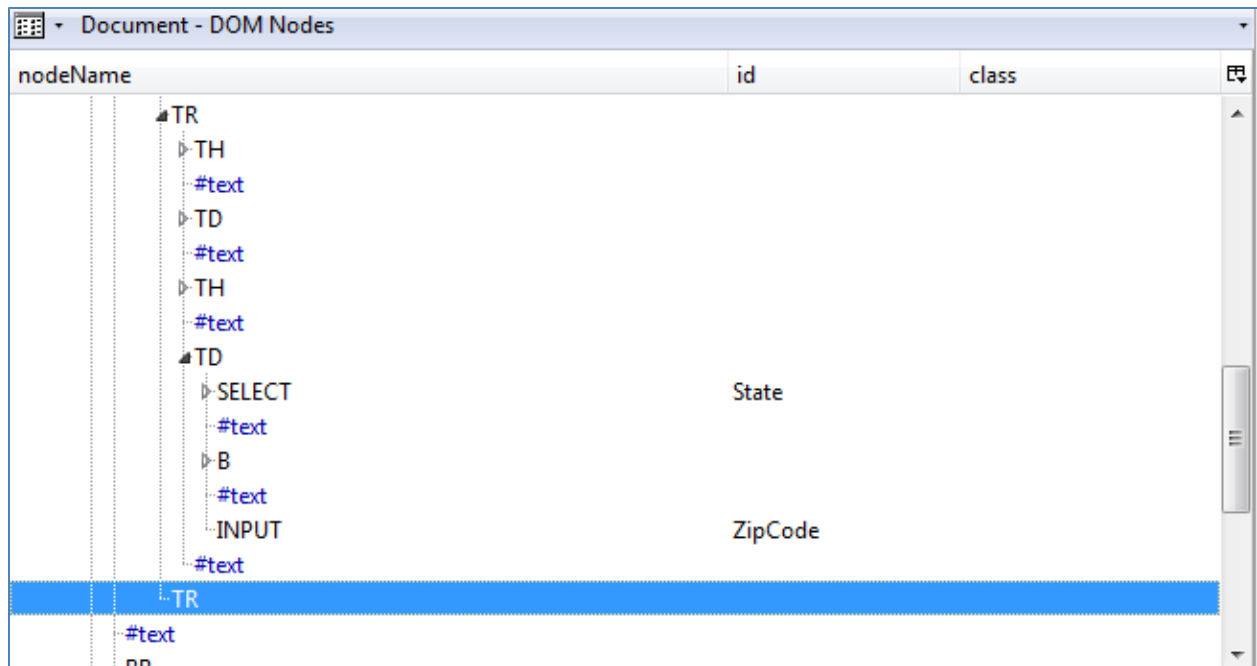 Document - DOM Nodes
nodeName id class
TR
TH
#text
TD
#text
TH
#text
TD
SELECT State
#text
B
#text
INPUT ZipCode
#text
TR
#text